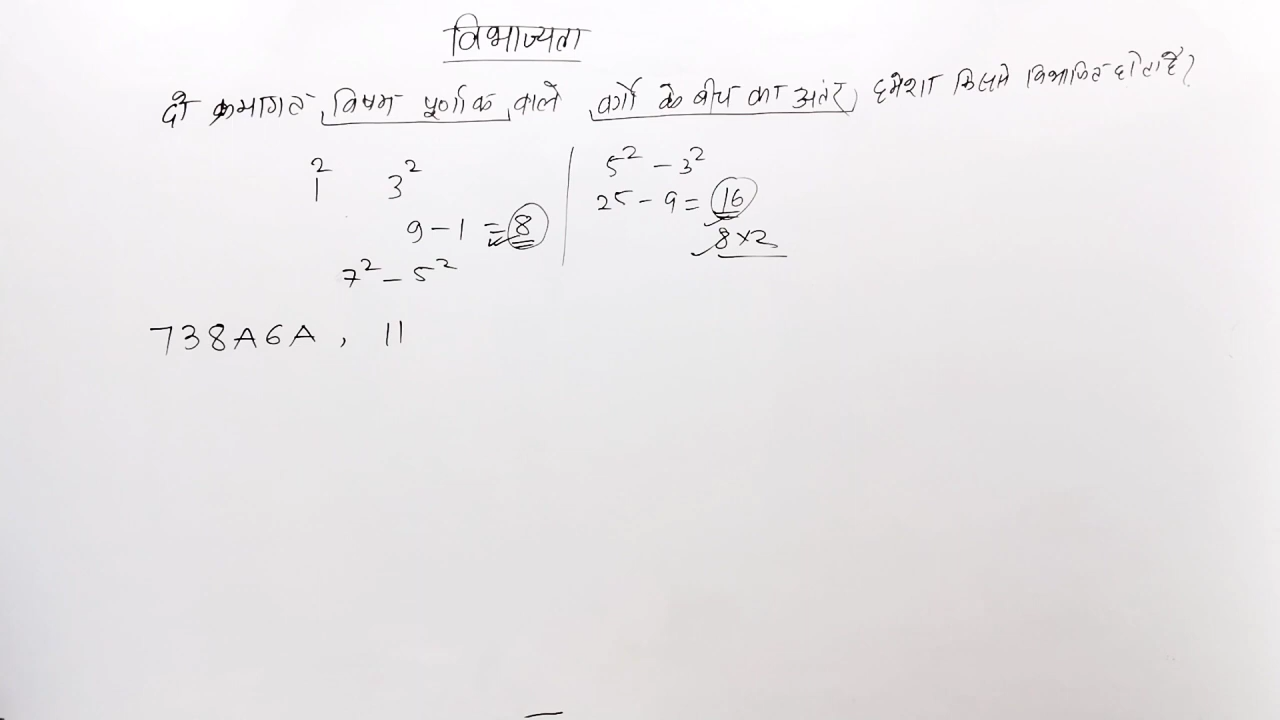 विभाज्यता
दो क्रमागत विषम पूर्णांक वाले वर्गो के बीच का अंतर, हमेशा किससे विभाजित होता है?
1² 3²
9 - 1 = 8
7² - 5²
5² - 3²
25 - 9 = 16
8×2
738A6A , 11